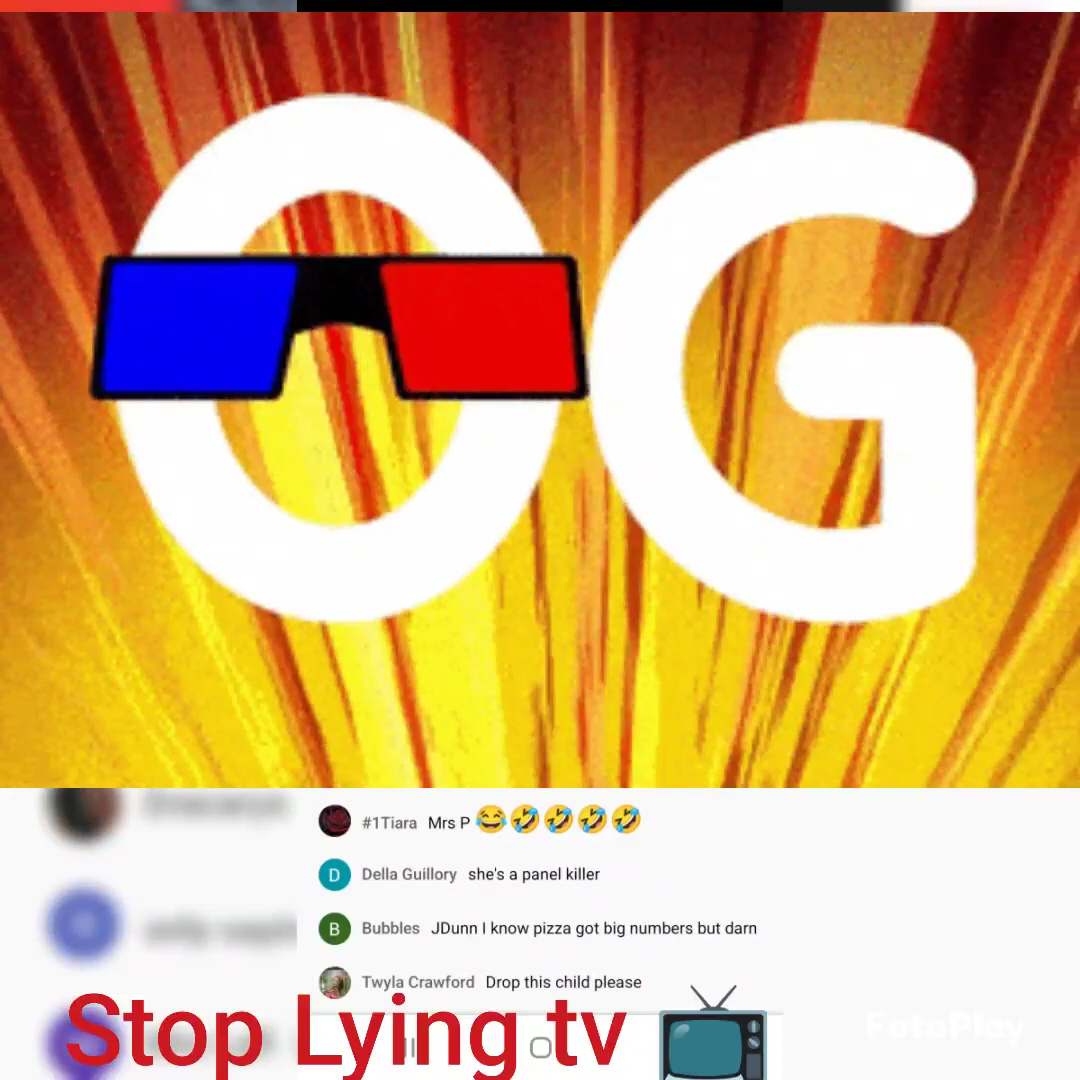 OG
#1Tiara Mrs P 😂🤣🤣🤣🤣
D Della Guillory she's a panel killer
B Bubbles JDunn I know pizza got big numbers but darn
Twyla Crawford Drop this child please
Stop Lying tv
FotoPlay